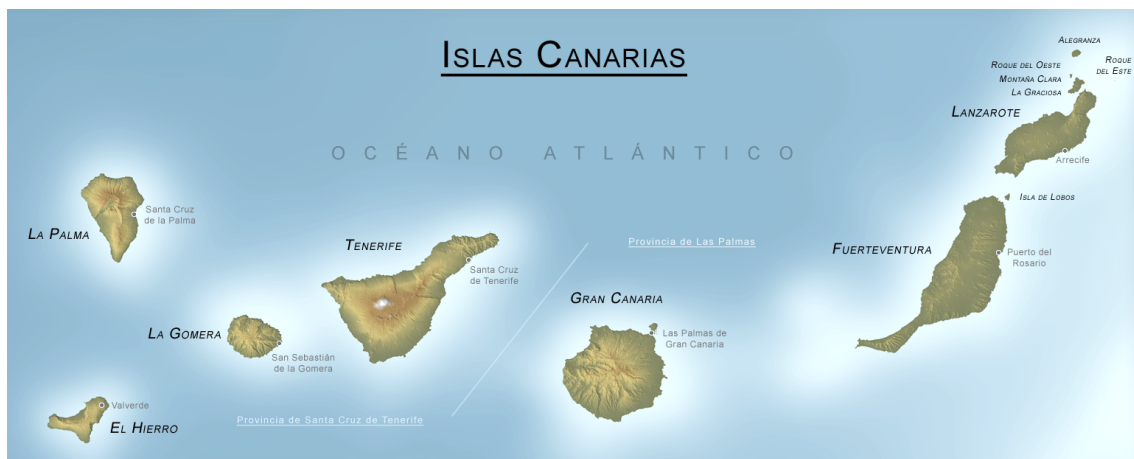 ISLAS CANARIAS
ALEGRANZA
ROQUE DEL OESTE
ROQUE
DEL ESTE
MONTAÑA CLARA
LA GRACIOSA
LANZAROTE
OCÉANO ATLÁNTICO
Arrecife
ISLA DE LOBOS
Santa Cruz
de la Palma
LA PALMA
TENERIFE
Provincia de Las Palmas
FUERTEVENTURA
Puerto del
Rosario
Santa Cruz
de Tenerife
GRAN CANARIA
LA GOMERA
Las Palmas de
Gran Canaria
San Sebastián
de la Gomera
Valverde
EL HIERRO
Provincia de Santa Cruz de Tenerife